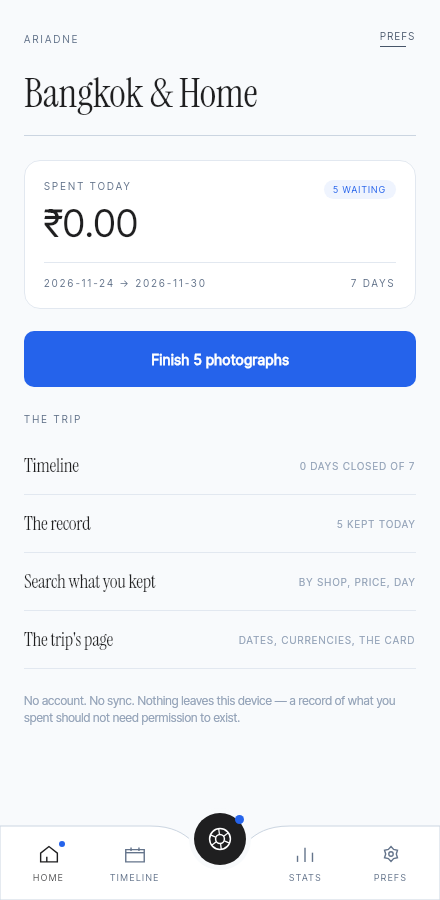 ARIADNE
PREFS
Bangkok & Home
SPENT TODAY
5 WAITING
₹0.00
2026-11-24 → 2026-11-30
7 DAYS
Finish 5 photographs
THE TRIP
Timeline
0 DAYS CLOSED OF 7
The record
5 KEPT TODAY
Search what you kept
BY SHOP, PRICE, DAY
The trip's page
DATES, CURRENCIES, THE CARD
No account. No sync. Nothing leaves this device — a record of what you
spent should not need permission to exist.
HOME
TIMELINE
STATS
PREFS